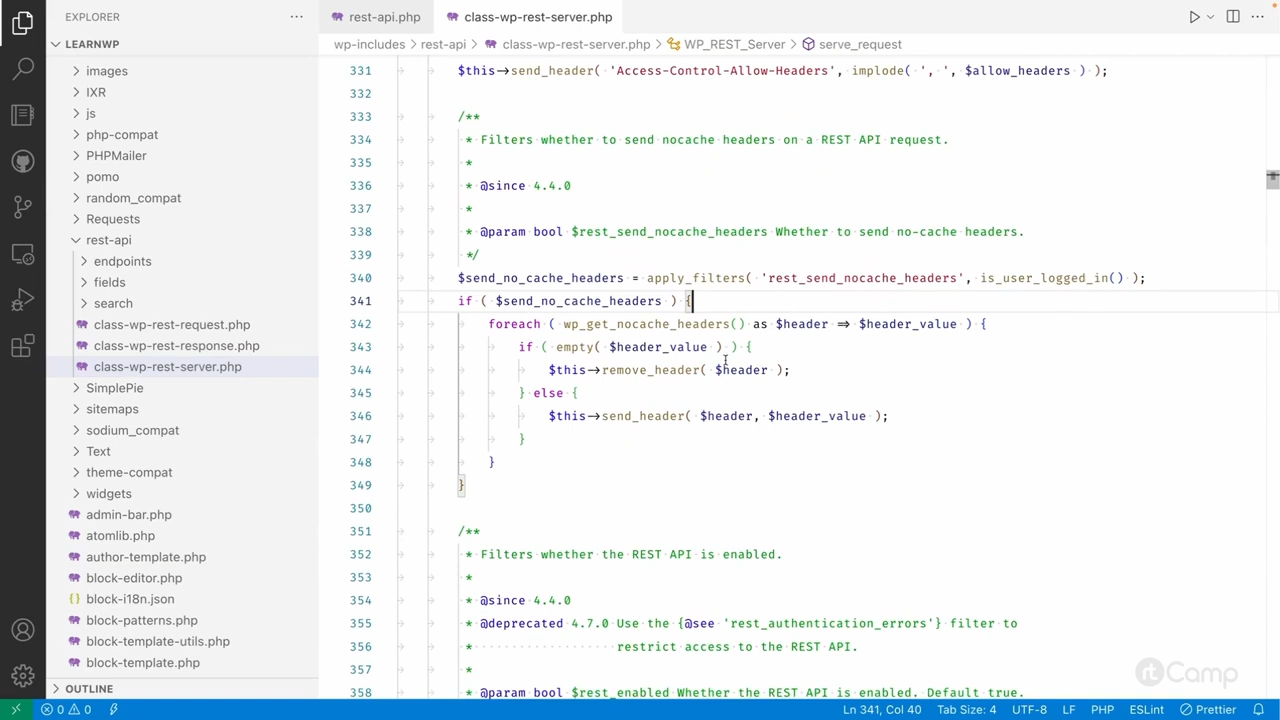 EXPLORER
···
rest-api.php
class-wp-rest-server.php
···
LEARNWP
wp-includes > rest-api > class-wp-rest-server.php > WP_REST_Server > serve_request
images
IXR
js
php-compat
PHPMailer
pomo
random_compat
Requests
rest-api
endpoints
fields
search
class-wp-rest-request.php
class-wp-rest-response.php
class-wp-rest-server.php
SimplePie
sitemaps
sodium_compat
Text
theme-compat
widgets
admin-bar.php
atomlib.php
author-template.php
block-editor.php
block-i18n.json
block-patterns.php
block-template-utils.php
block-template.php
OUTLINE
331 $this->send_header( 'Access-Control-Allow-Headers', implode( ', ', $allow_headers ) );
332
333 /**
334 * Filters whether to send nocache headers on a REST API request.
335 *
336 * @since 4.4.0
337 *
338 * @param bool $rest_send_nocache_headers Whether to send no-cache headers.
339 */
340 $send_no_cache_headers = apply_filters( 'rest_send_nocache_headers', is_user_logged_in() );
341 if ( $send_no_cache_headers ) {
342 foreach ( wp_get_nocache_headers() as $header => $header_value ) {
343 if ( empty( $header_value ) ) {
344 $this->remove_header( $header );
345 } else {
346 $this->send_header( $header, $header_value );
347 }
348 }
349 }
350
351 /**
352 * Filters whether the REST API is enabled.
353 *
354 * @since 4.4.0
355 * @deprecated 4.7.0 Use the {@see 'rest_authentication_errors'} filter to
356 * restrict access to the REST API.
357 *
358 * @param bool $rest_enabled Whether the REST API is enabled. Default true.
rtCamp
0 0
Ln 341, Col 40
Tab Size: 4
UTF-8
LF
PHP
ESLint
Prettier